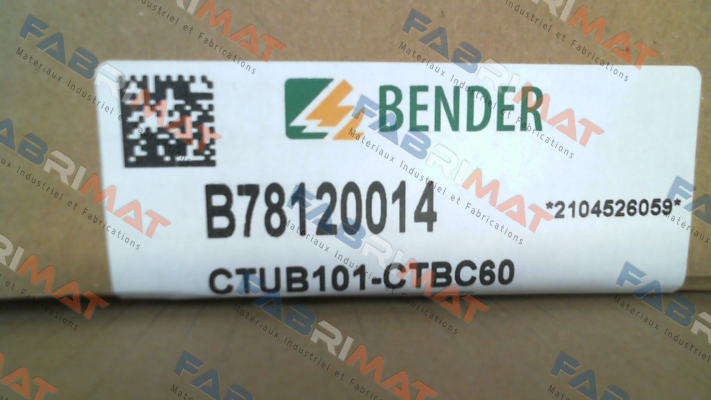 BENDER
B78120014
*2104526059*
CTUB101-CTBC60
FABRIMAT
Matériaux Industriel et Fabrications